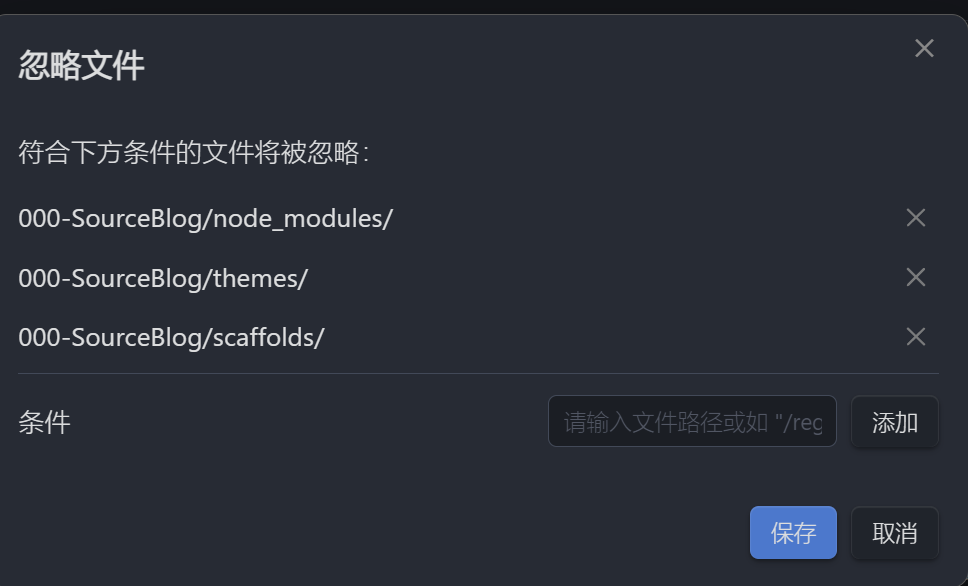 忽略文件
符合下方条件的文件将被忽略：
000-SourceBlog/node_modules/
000-SourceBlog/themes/
000-SourceBlog/scaffolds/
条件
请输入文件路径或如 "/reg
添加
保存
取消